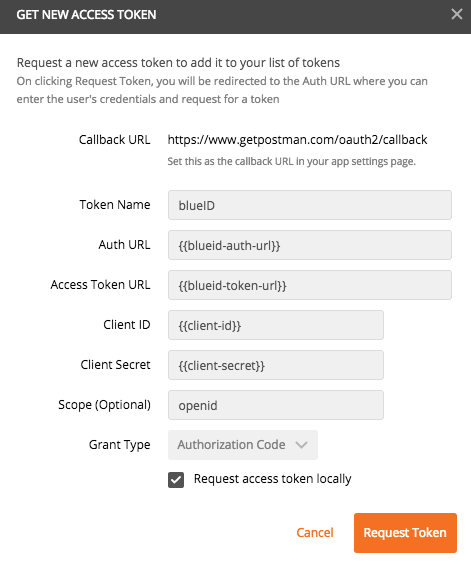 GET NEW ACCESS TOKEN
Request a new access token to add it to your list of tokens
On clicking Request Token, you will be redirected to the Auth URL where you can
enter the user's credentials and request for a token
Callback URL https://www.getpostman.com/oauth2/callback
Set this as the callback URL in your app settings page.
Token Name blueID
Auth URL {{blueid-auth-url}}
Access Token URL {{blueid-token-url}}
Client ID {{client-id}}
Client Secret {{client-secret}}
Scope (Optional) openid
Grant Type Authorization Code
Request access token locally
Cancel Request Token